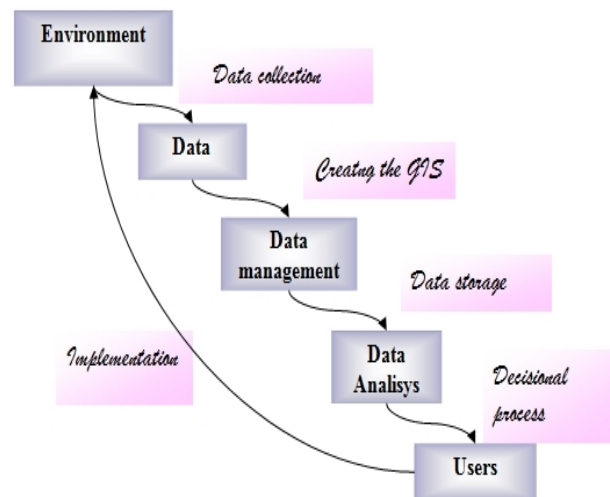 Environment
Data collection
Data
Creatng the GIS
Data
management
Data storage
Implementation
Data
Analisys
Decisional
process
Users